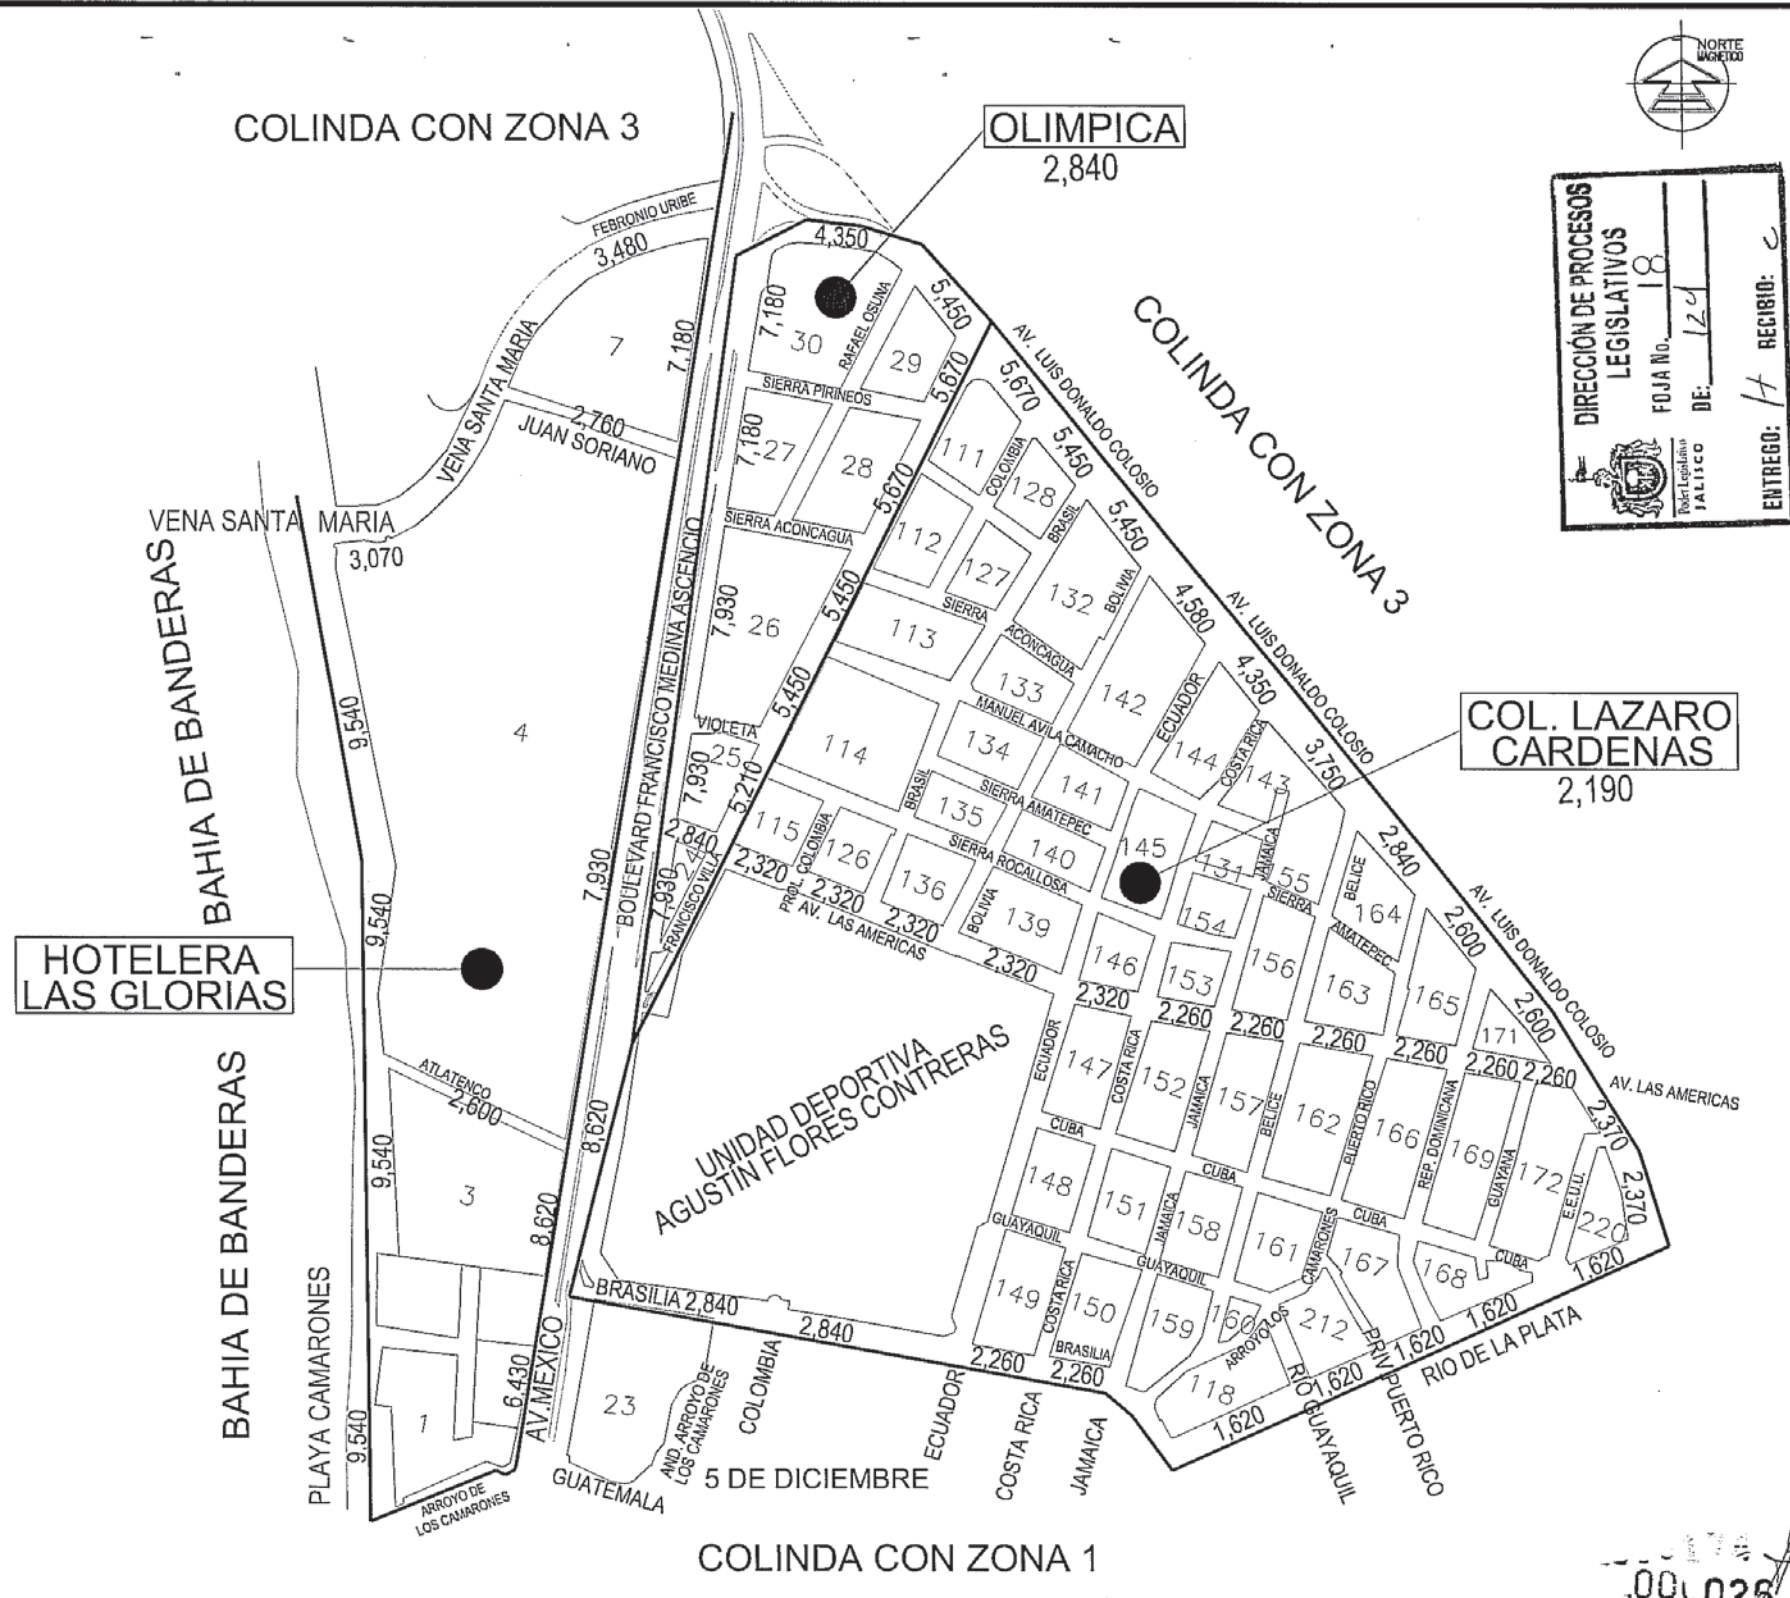 NORTE
MAGNETICO
COLINDA CON ZONA 3
OLIMPICA
2,840
DIRECCIÓN DE PROCESOS
LEGISLATIVOS
FOJA No. 18
DE: 124
Poder Legislativo
JALISCO
ENTREGO: H RECIBIO:
FEBRONIO URIBE
3,480
4,350
7,180
30
RAFAEL OSUNA
29
5,450
5,670
7
7,180
VENA SANTA MARIA
SIERRA PIRINEOS
2,760
JUAN SORIANO
7,180
27
28
5,670
SIERRA ACONCAGUA
AV. LUIS DONALDO COLOSIO
COLINDA CON ZONA 3
5,670
5,450
5,450
4,580
4,350
3,750
2,840
2,600
2,600
AV. LUIS DONALDO COLOSIO
AV. LUIS DONALDO COLOSIO
111
COLOMBIA
128
BRASIL
112
127
132
BOLIVIA
VENA SANTA MARIA
3,070
BAHIA DE BANDERAS
9,540
4
BOULEVARD FRANCISCO MEDINA ASCENCIO
7,930
26
5,450
5,450
SIERRA
ACONCAGUA
113
133
142
ECUADOR
MANUEL AVILA CAMACHO
144
COSTA RICA
143
COL. LAZARO
CARDENAS
2,190
VIOLETA
25
7,930
5,210
114
BRASIL
134
SIERRA AMATEPEC
141
135
SIERRA ROCALLOSA
140
145
131
JAMAICA
155
BELICE
164
2,840
24
7,930
FRANCISCO VILLA
115
PROL. COLOMBIA
126
136
BOLIVIA
139
2,320
2,320
2,320
2,320
AV. LAS AMERICAS
154
SIERRA
AMATEPEC
146
153
156
163
165
171
AV. LUIS DONALDO COLOSIO
7,930
9,540
HOTELERA
LAS GLORIAS
2,320
2,260
2,260
2,260
2,260
2,260
2,260
AV. LAS AMERICAS
ATLATENCO
2,600
8,620
UNIDAD DEPORTIVA
AGUSTÍN FLORES CONTRERAS
ECUADOR
147
COSTA RICA
152
JAMAICA
157
BELICE
162
PUERTO RICO
166
REP. DOMINICANA
169
GUAYANA
172
E.E.U.U.
220
2,370
2,370
CUBA
CUBA
CUBA
CUBA
BAHIA DE BANDERAS
9,540
3
8,620
148
151
JAMAICA
158
161
CAMARONES
167
168
GUAYAQUIL
GUAYAQUIL
1,620
1,620
1,620
1,620
1,620
RIO DE LA PLATA
BRASILIA 2,840
2,840
149
COSTA RICA
150
159
160
ARROYO LOS
212
PRIV. PUERTO RICO
BRASILIA
2,260
2,260
118
RIO GUAYAQUIL
PLAYA CAMARONES
9,540
1
6,430
AV. MEXICO
23
AND. ARROYO DE
LOS CAMARONES
COLOMBIA
ECUADOR
COSTA RICA
JAMAICA
GUATEMALA
5 DE DICIEMBRE
ARROYO DE
LOS CAMARONES
COLINDA CON ZONA 1